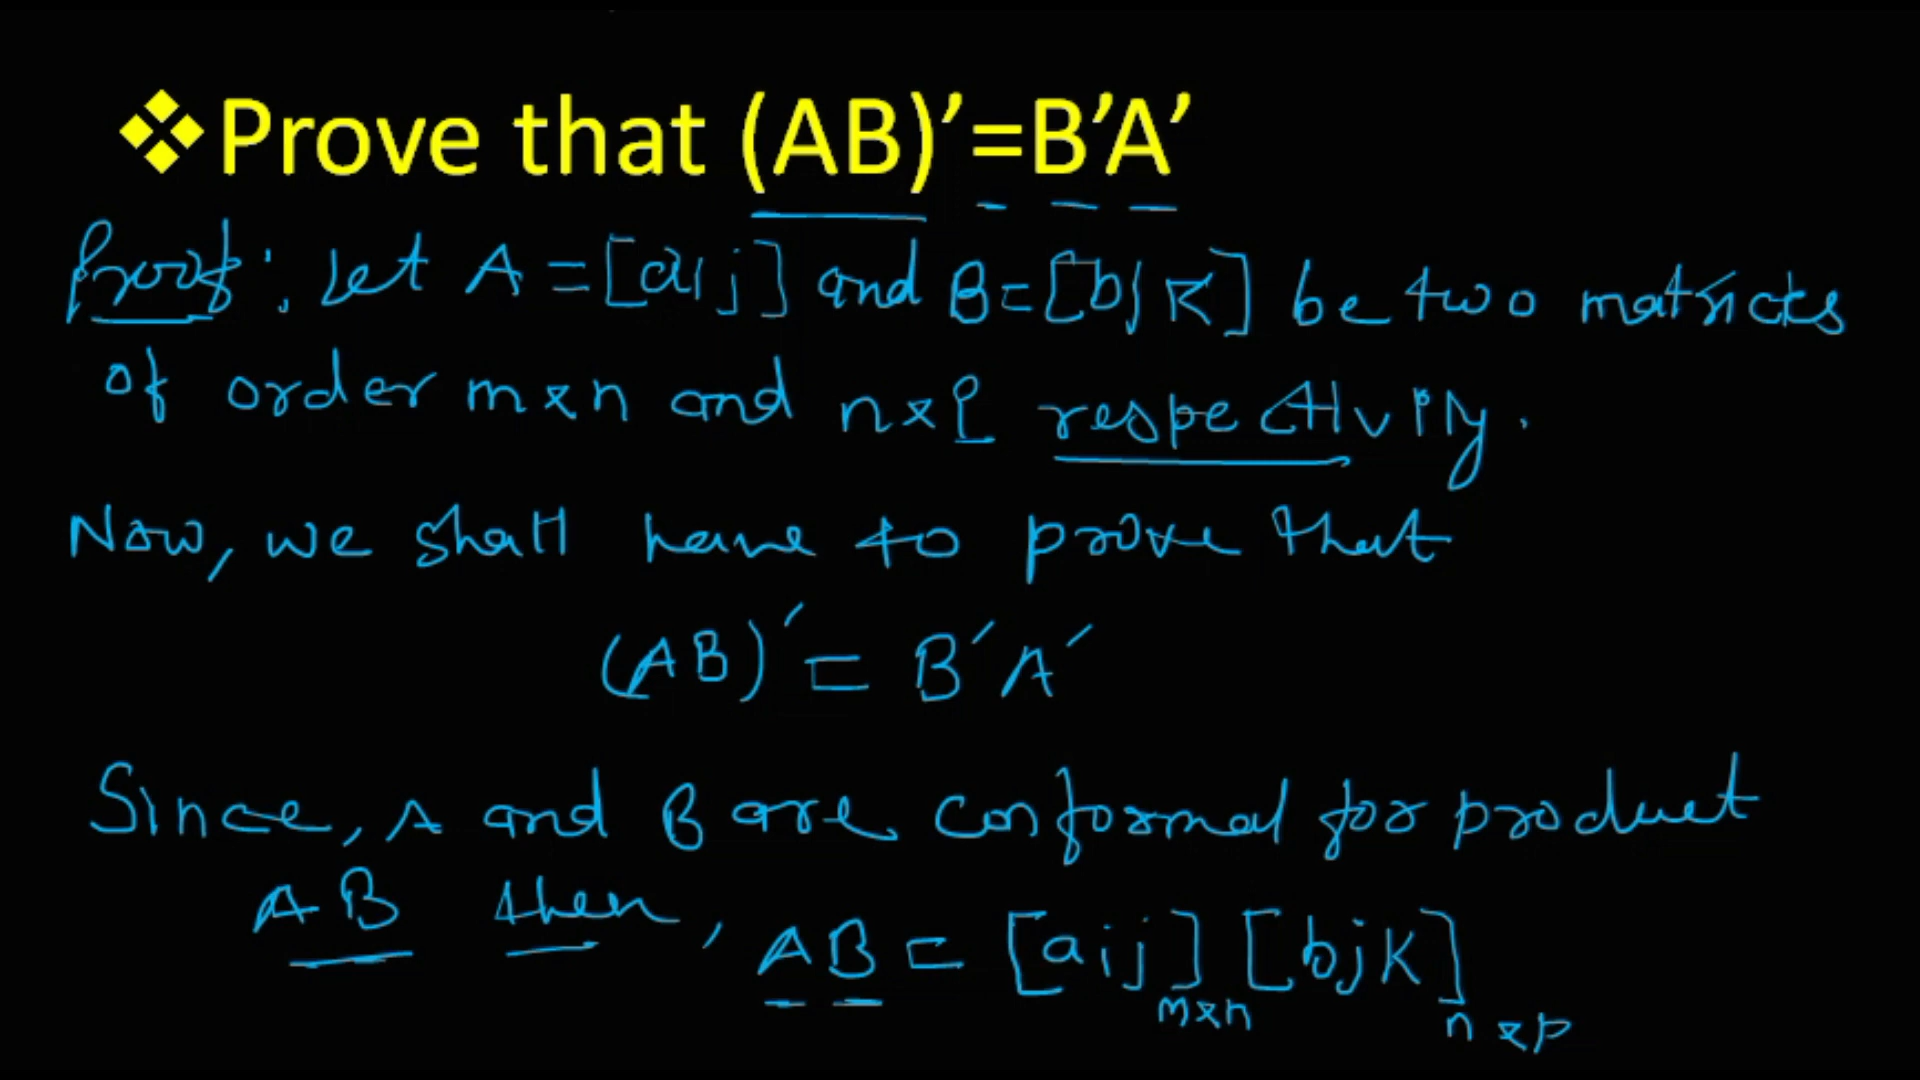 ❖Prove that (AB)'=B'A'
Proof: Let A = [aij] and B = [bjk] be two matrices
of order m×n and n×p respectively.
Now, we shall have to prove that
(AB)' = B'A'
Since, A and B are conformal for product
AB then, AB = [aij]m×n [bjk]n×p